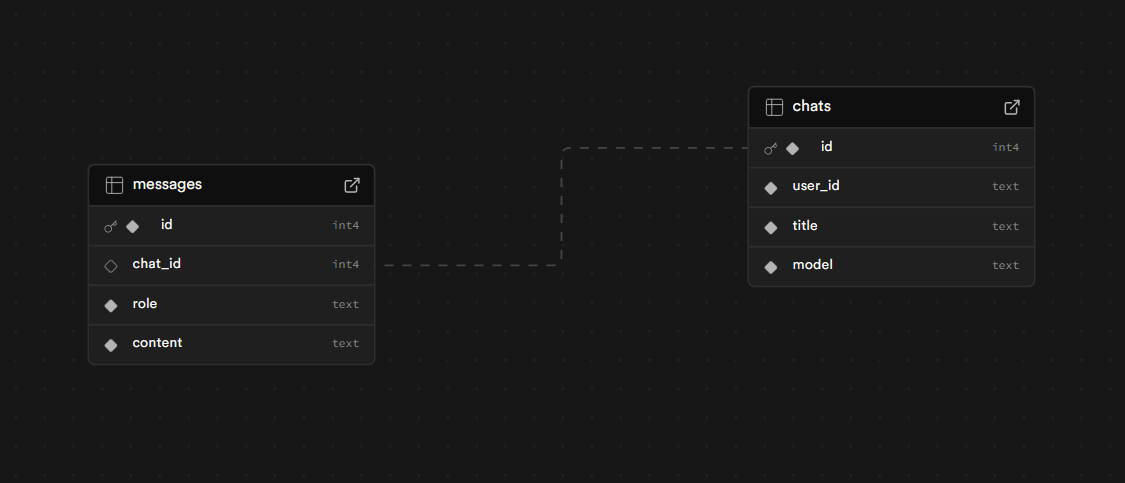 messages
id int4
chat_id int4
role text
content text
chats
id int4
user_id text
title text
model text